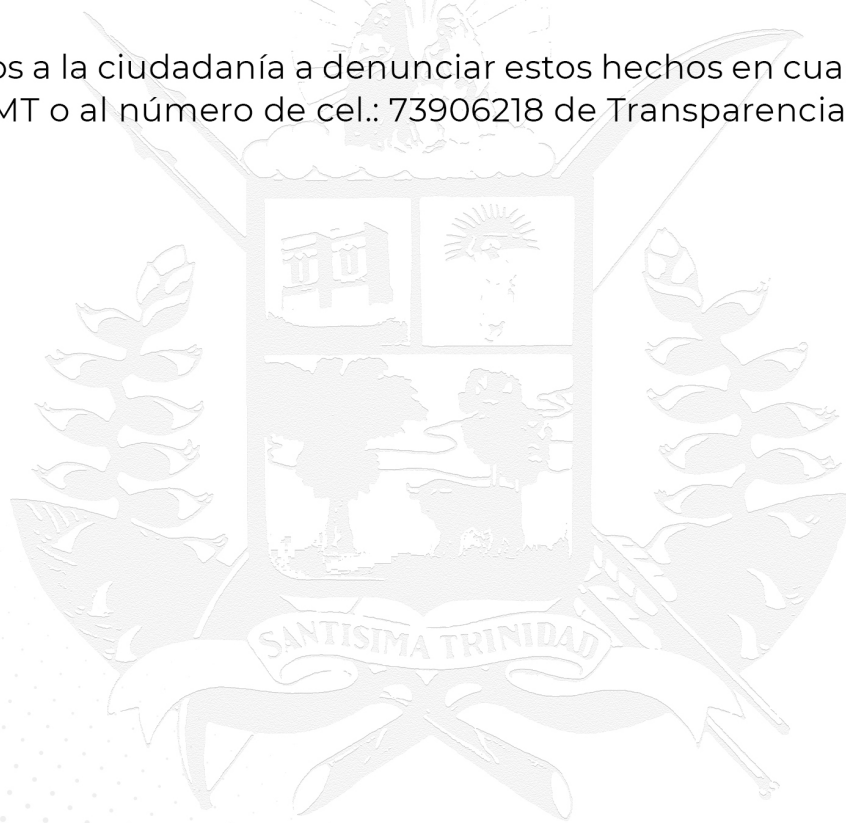 os a la ciudadanía a denunciar estos hechos en cua
MT o al número de cel.: 73906218 de Transparencia
SANTISIMA TRINIDAD